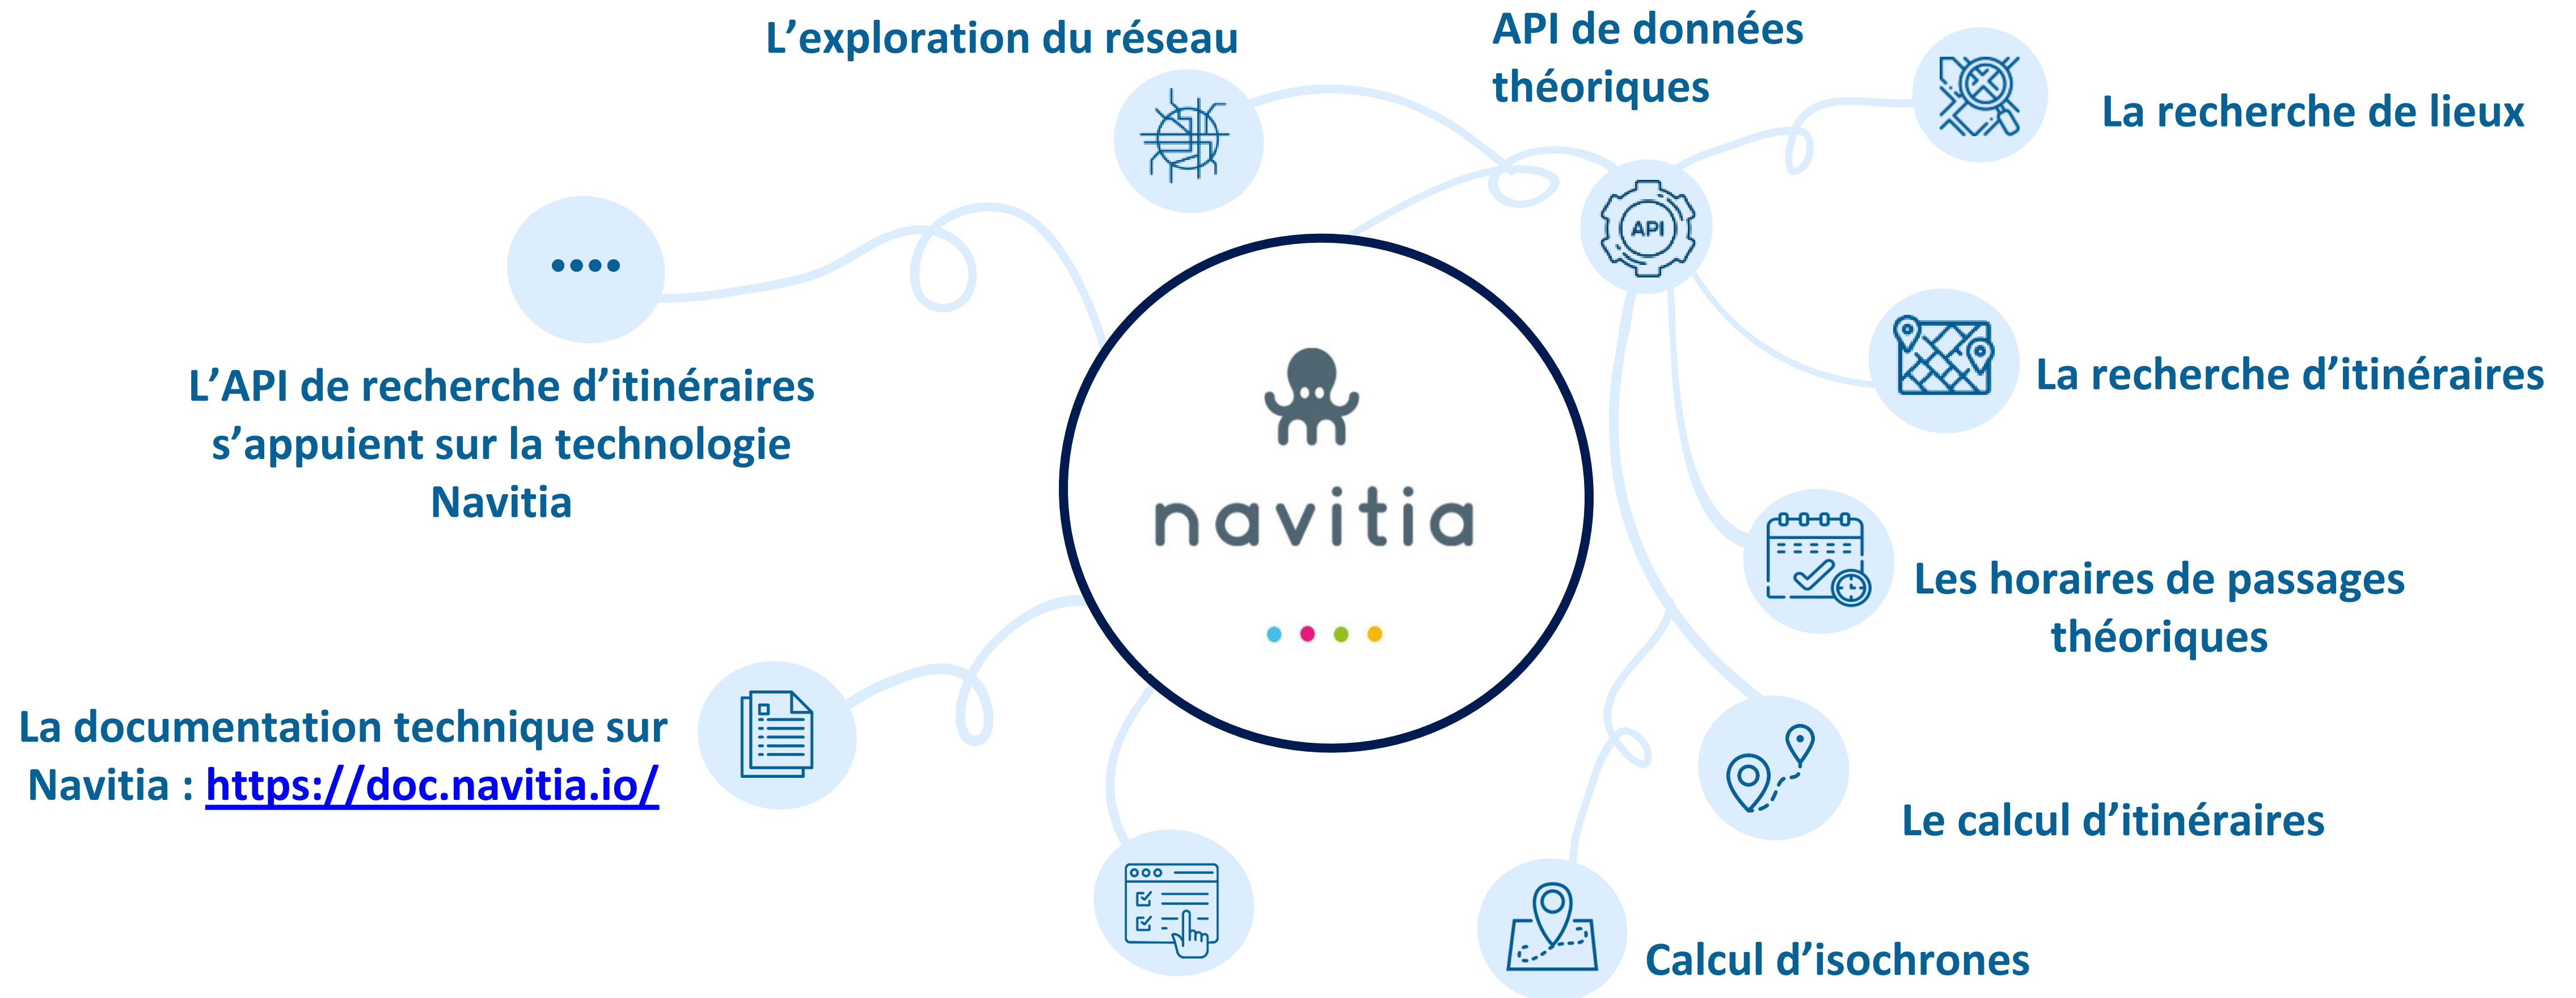 L’exploration du réseau
API de données
théoriques
La recherche de lieux
API
....
L’API de recherche d’itinéraires
s’appuient sur la technologie
Navitia
navitia
La recherche d’itinéraires
Les horaires de passages
théoriques
La documentation technique sur
Navitia : https://doc.navitia.io/
Le calcul d’itinéraires
Calcul d’isochrones